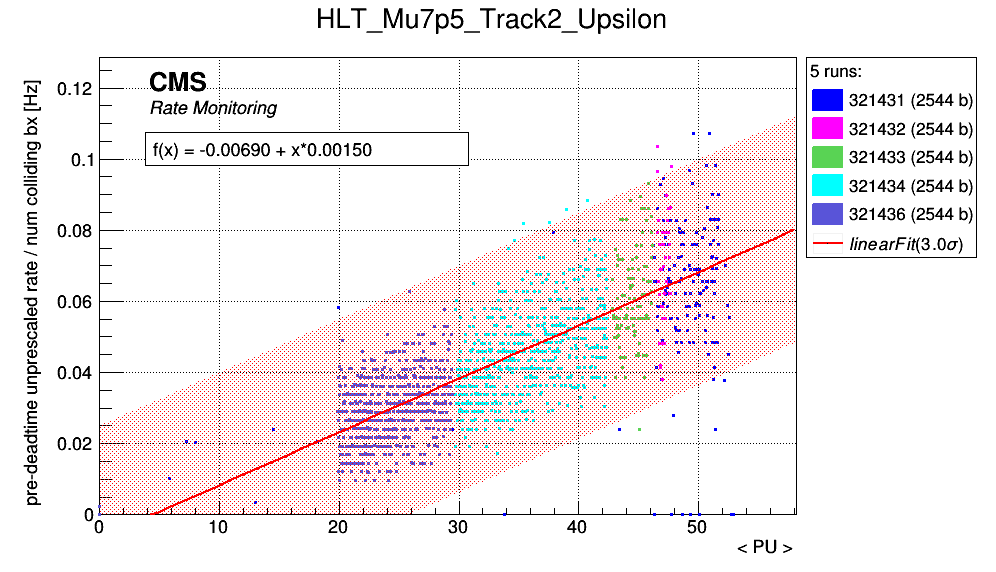 HLT_Mu7p5_Track2_Upsilon
pre-deadtime unprescaled rate / num colliding bx [Hz]
0.12
0.1
0.08
0.06
0.04
0.02
0
CMS
Rate Monitoring
f(x) = -0.00690 + x*0.00150
0 10 20 30 40 50
< PU >
5 runs:
321431 (2544 b)
321432 (2544 b)
321433 (2544 b)
321434 (2544 b)
321436 (2544 b)
linearFit(3.0σ)